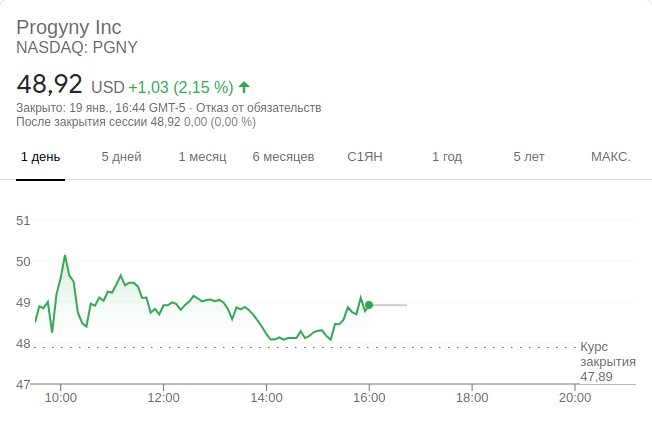 Progyny Inc
NASDAQ: PGNY
48,92 USD +1,03 (2,15 %)
Закрыто: 19 янв., 16:44 GMT-5 · Отказ от обязательств
После закрытия сессии 48,92 0,00 (0,00 %)
1 день 5 дней 1 месяц 6 месяцев С1ЯН 1 год 5 лет МАКС.
51
50
49
48
Курс
закрытия
47,89
47
10:00 12:00 14:00 16:00 18:00 20:00